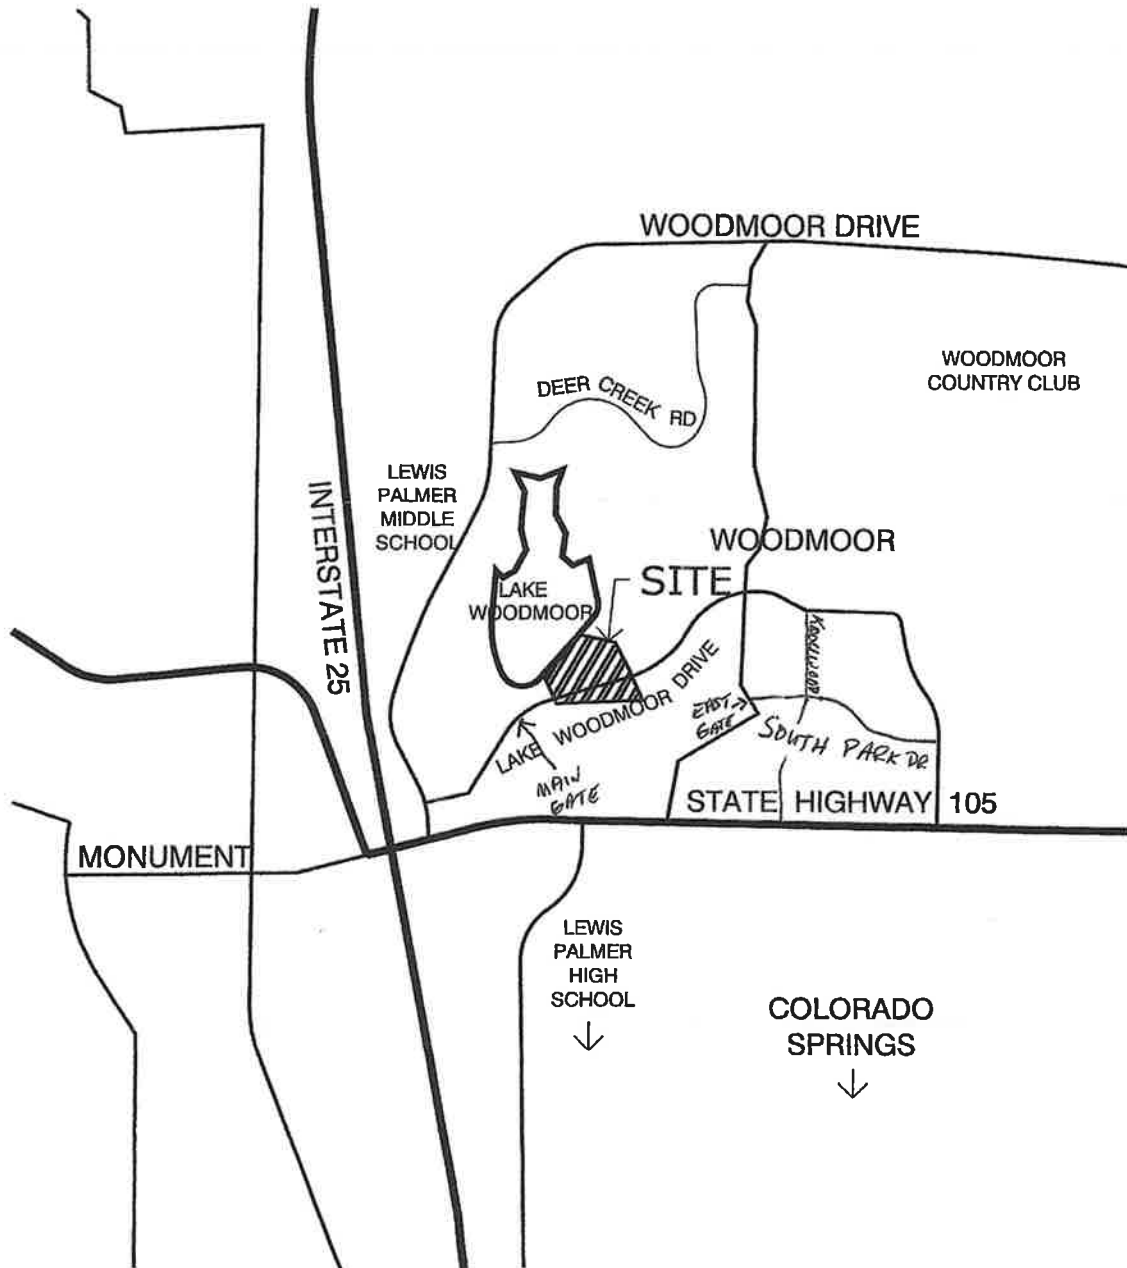 WOODMOOR DRIVE
WOODMOOR
COUNTRY CLUB
DEER CREEK RD
LEWIS
PALMER
MIDDLE
SCHOOL
INTERSTATE 25
WOODMOOR
SITE
LAKE
WOODMOOR
LAKE WOODMOOR DRIVE
EAST
GATE
SOUTH PARK DR.
MAIN
GATE
STATE HIGHWAY 105
MONUMENT
LEWIS
PALMER
HIGH
SCHOOL
COLORADO
SPRINGS